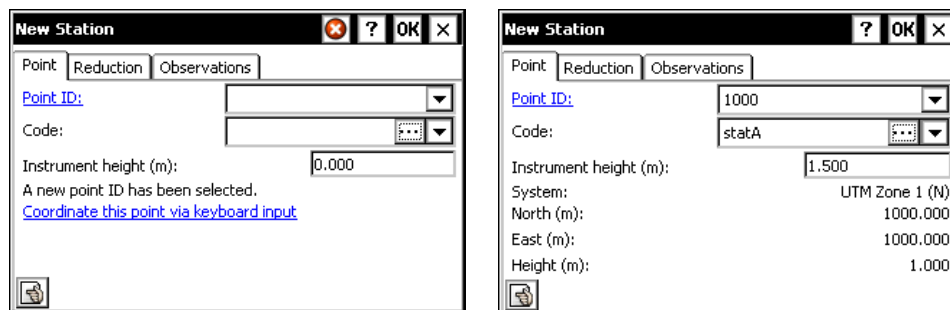 New Station ? OK ×
Point Reduction Observations
Point ID:
Code: ...
Instrument height (m): 0.000
A new point ID has been selected.
Coordinate this point via keyboard input
New Station ? OK ×
Point Reduction Observations
Point ID: 1000
Code: statA ...
Instrument height (m): 1.500
System: UTM Zone 1 (N)
North (m): 1000.000
East (m): 1000.000
Height (m): 1.000